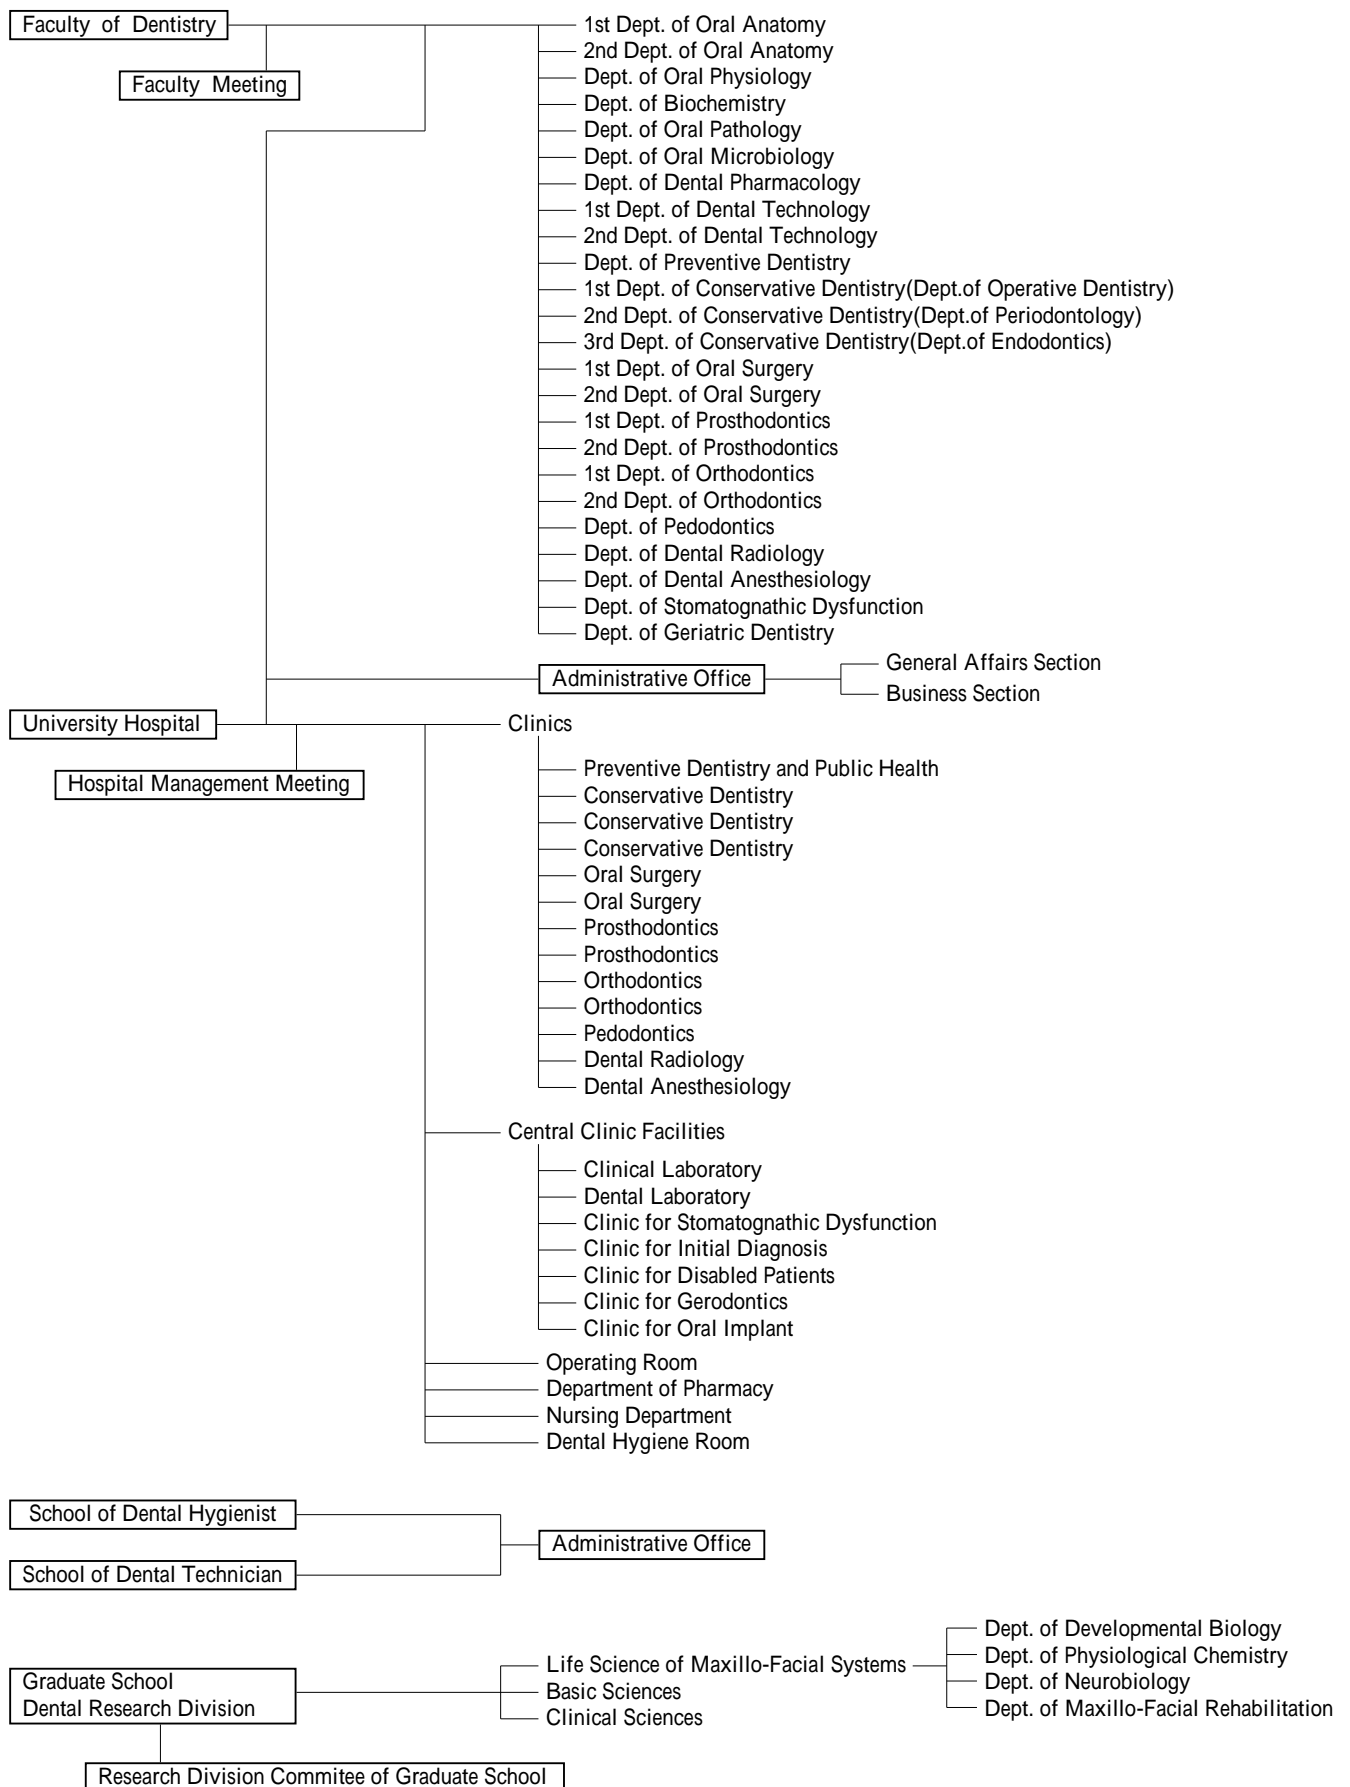 Faculty of Dentistry
Faculty Meeting
1st Dept. of Oral Anatomy
2nd Dept. of Oral Anatomy
Dept. of Oral Physiology
Dept. of Biochemistry
Dept. of Oral Pathology
Dept. of Oral Microbiology
Dept. of Dental Pharmacology
1st Dept. of Dental Technology
2nd Dept. of Dental Technology
Dept. of Preventive Dentistry
1st Dept. of Conservative Dentistry(Dept.of Operative Dentistry)
2nd Dept. of Conservative Dentistry(Dept.of Periodontology)
3rd Dept. of Conservative Dentistry(Dept.of Endodontics)
1st Dept. of Oral Surgery
2nd Dept. of Oral Surgery
1st Dept. of Prosthodontics
2nd Dept. of Prosthodontics
1st Dept. of Orthodontics
2nd Dept. of Orthodontics
Dept. of Pedodontics
Dept. of Dental Radiology
Dept. of Dental Anesthesiology
Dept. of Stomatognathic Dysfunction
Dept. of Geriatric Dentistry
Administrative Office
General Affairs Section
Business Section
University Hospital
Hospital Management Meeting
Clinics
Preventive Dentistry and Public Health
Conservative Dentistry
Conservative Dentistry
Conservative Dentistry
Oral Surgery
Oral Surgery
Prosthodontics
Prosthodontics
Orthodontics
Orthodontics
Pedodontics
Dental Radiology
Dental Anesthesiology
Central Clinic Facilities
Clinical Laboratory
Dental Laboratory
Clinic for Stomatognathic Dysfunction
Clinic for Initial Diagnosis
Clinic for Disabled Patients
Clinic for Gerodontics
Clinic for Oral Implant
Operating Room
Department of Pharmacy
Nursing Department
Dental Hygiene Room
School of Dental Hygienist
School of Dental Technician
Administrative Office
Graduate School
Dental Research Division
Research Division Commitee of Graduate School
Life Science of Maxillo-Facial Systems
Basic Sciences
Clinical Sciences
Dept. of Developmental Biology
Dept. of Physiological Chemistry
Dept. of Neurobiology
Dept. of Maxillo-Facial Rehabilitation